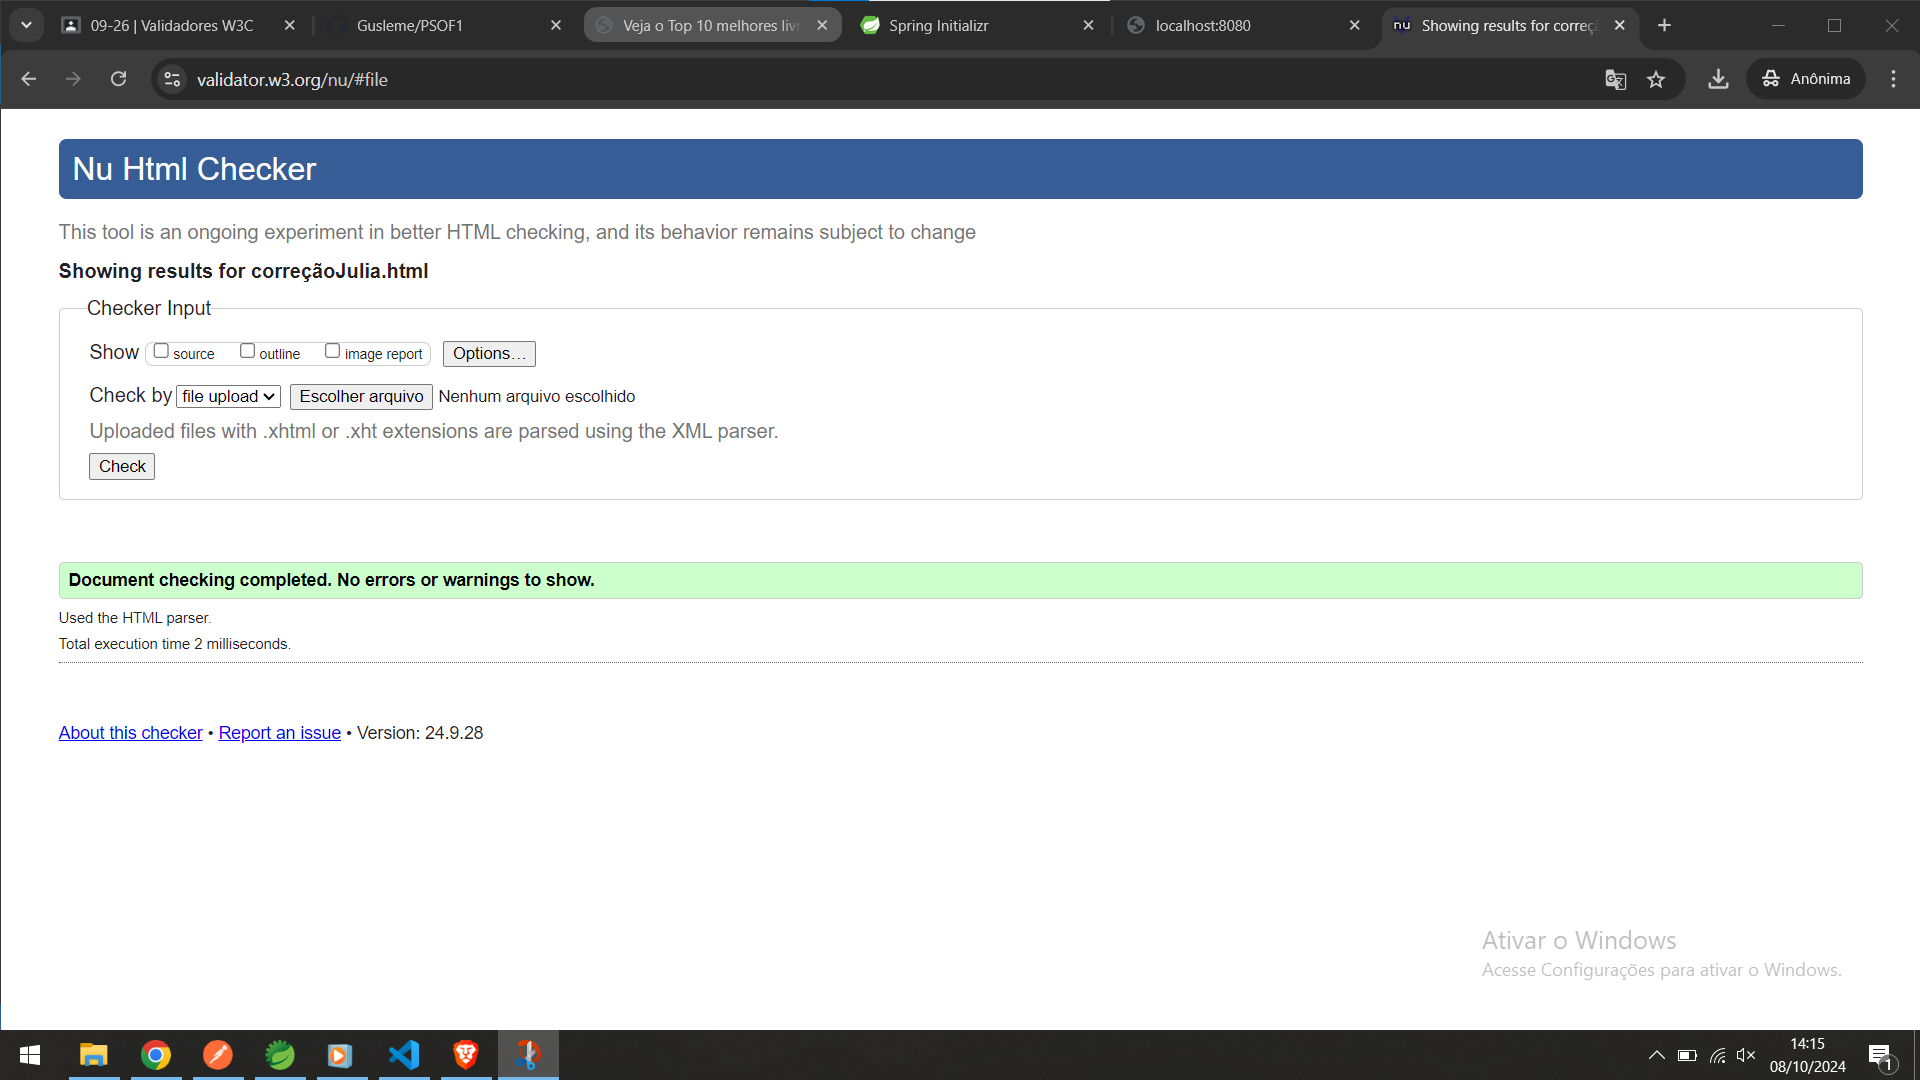 09-26 | Validadores W3C
Gusleme/PSOF1
Veja o Top 10 melhores liv
Spring Initializr
localhost:8080
nu Showing results for correç
validator.w3.org/nu/#file
Anônima
Nu Html Checker
This tool is an ongoing experiment in better HTML checking, and its behavior remains subject to change
Showing results for correçãoJulia.html
Checker Input
Show source outline image report Options…
Check by file upload Escolher arquivo Nenhum arquivo escolhido
Uploaded files with .xhtml or .xht extensions are parsed using the XML parser.
Check
Document checking completed. No errors or warnings to show.
Used the HTML parser.
Total execution time 2 milliseconds.
About this checker • Report an issue • Version: 24.9.28
Ativar o Windows
Acesse Configurações para ativar o Windows.
14:15
08/10/2024
1